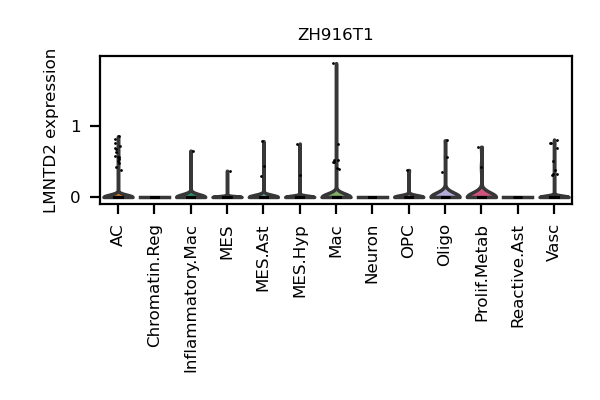 ZH916T1
LMNTD2 expression
1
0
AC
Chromatin.Reg
Inflammatory.Mac
MES
MES.Ast
MES.Hyp
Mac
Neuron
OPC
Oligo
Prolif.Metab
Reactive.Ast
Vasc